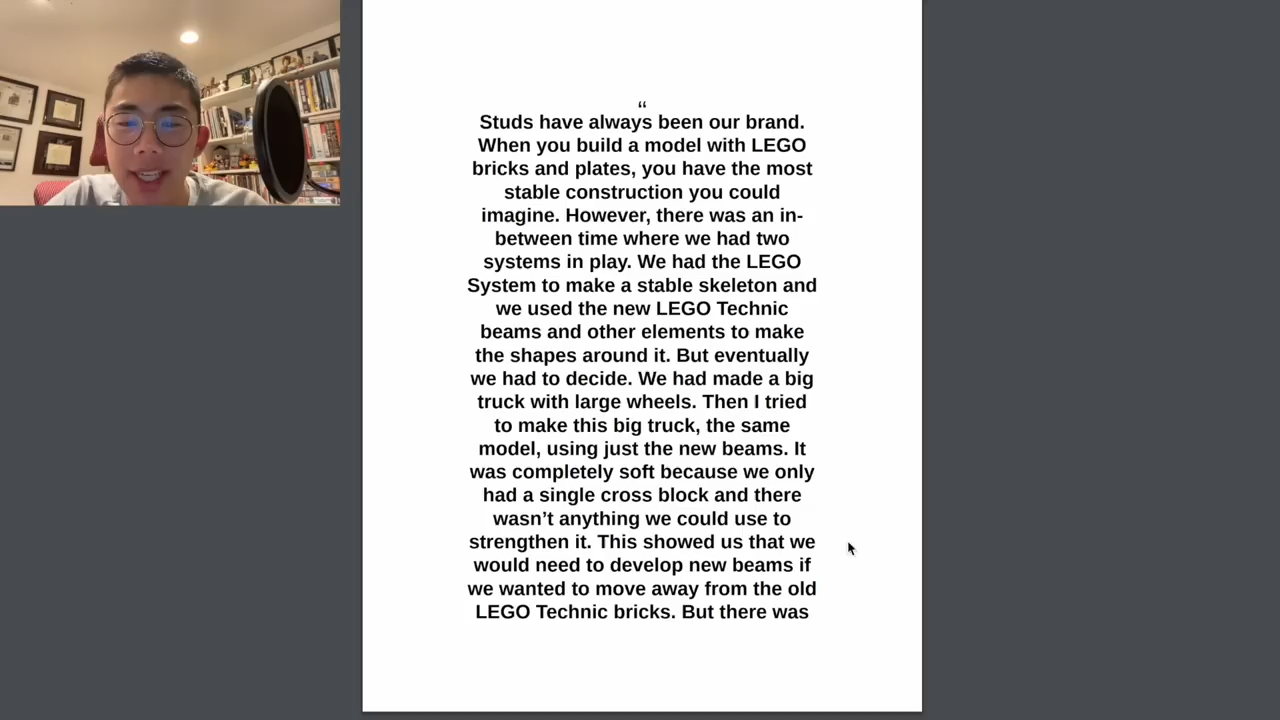 “
Studs have always been our brand.
When you build a model with LEGO
bricks and plates, you have the most
stable construction you could
imagine. However, there was an in-
between time where we had two
systems in play. We had the LEGO
System to make a stable skeleton and
we used the new LEGO Technic
beams and other elements to make
the shapes around it. But eventually
we had to decide. We had made a big
truck with large wheels. Then I tried
to make this big truck, the same
model, using just the new beams. It
was completely soft because we only
had a single cross block and there
wasn’t anything we could use to
strengthen it. This showed us that we
would need to develop new beams if
we wanted to move away from the old
LEGO Technic bricks. But there was